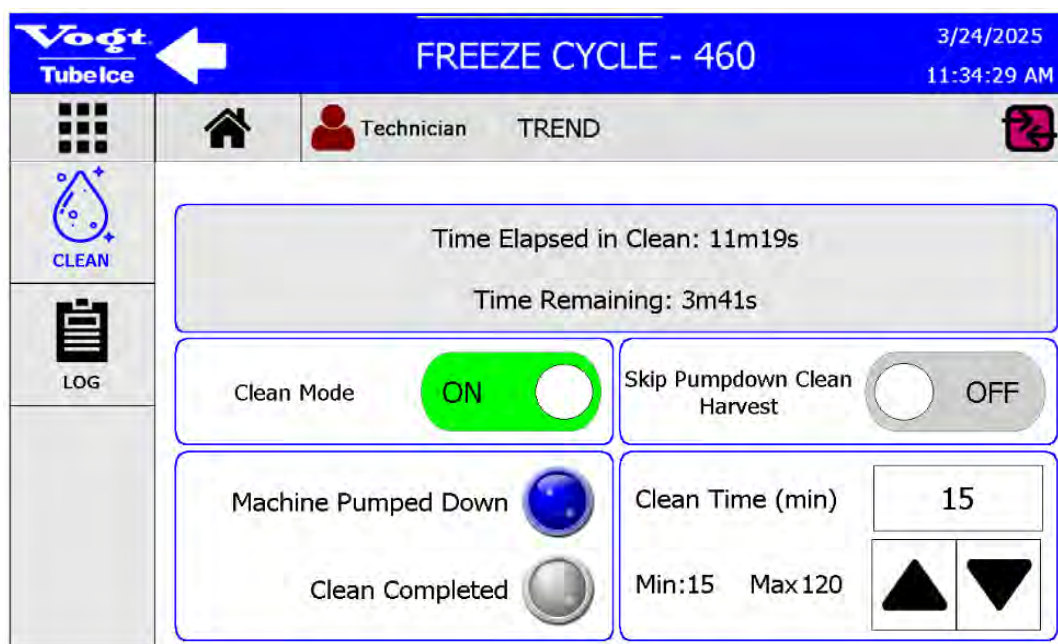 Vogt
Tube Ice
FREEZE CYCLE - 460
3/24/2025
11:34:29 AM
Technician
TREND
CLEAN
LOG
Time Elapsed in Clean: 11m19s
Time Remaining: 3m41s
Clean Mode
ON
Skip Pumpdown Clean
Harvest
OFF
Machine Pumped Down
Clean Completed
Clean Time (min)
15
Min:15 Max120